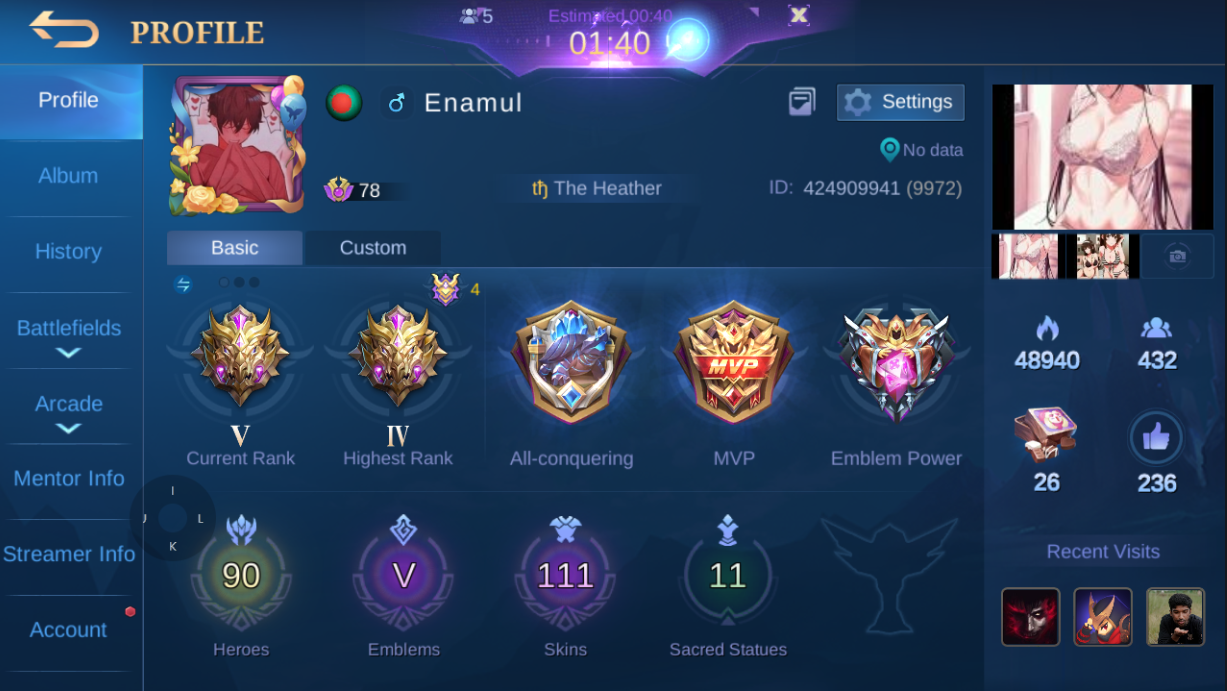 PROFILE
5
Estimated 00:40
01:40
Profile
Album
History
Battlefields
Arcade
Mentor Info
Streamer Info
Account
Enamul
Settings
No data
78
The Heather
ID: 424909941 (9972)
Basic
Custom
4
V
Current Rank
IV
Highest Rank
All-conquering
MVP
MVP
Emblem Power
I
J
L
K
90
Heroes
V
Emblems
111
Skins
11
Sacred Statues
48940
432
26
236
Recent Visits